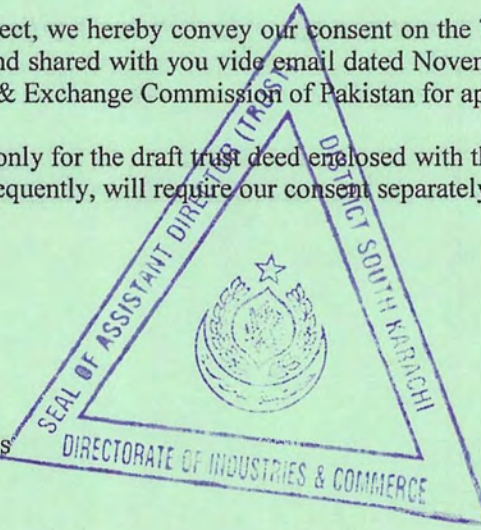 ect, we hereby convey our consent on the
nd shared with you vide email dated Novem
& Exchange Commission of Pakistan for ap
only for the draft trust deed enclosed with th
equently, will require our consent separately
s
SEAL OF ASSISTANT DIRECTOR (TRUST)
DISTRICT SOUTH KARACHI
DIRECTORATE OF INDUSTRIES & COMMERCE